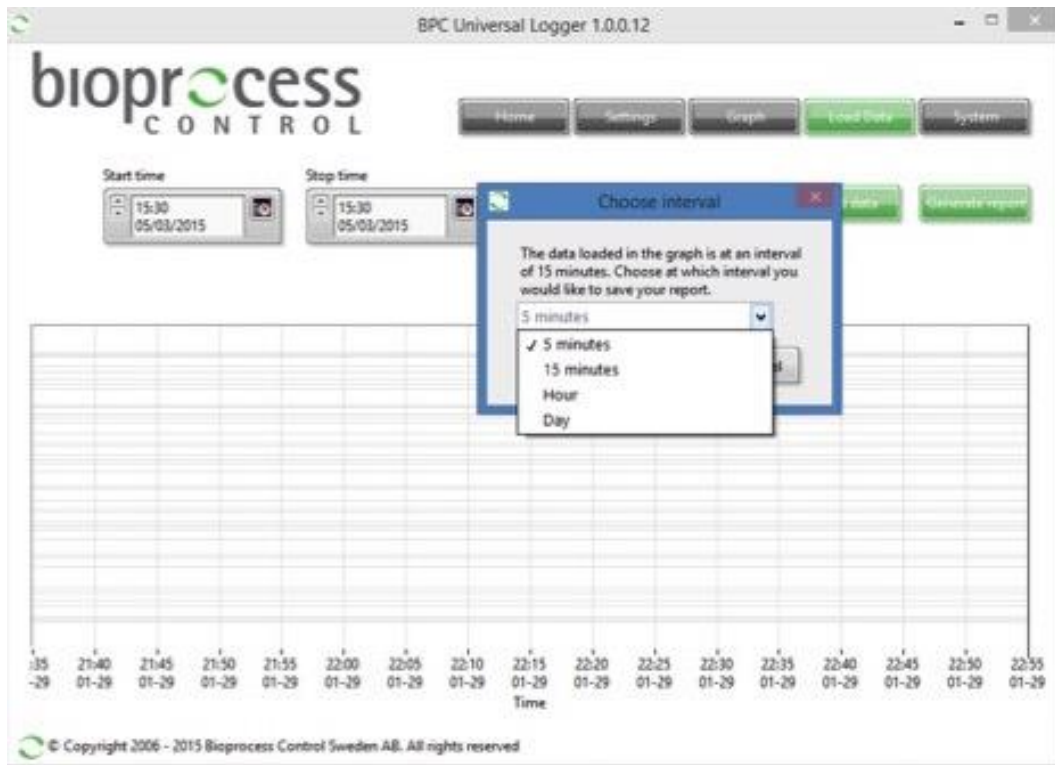 BPC Universal Logger 1.0.0.12
bioprocess
CONTROL
Home Settings Graph Load Data System
Start time Stop time
15:30 15:30
05/03/2015 05/03/2015
Choose interval
data Generate report
The data loaded in the graph is at an interval
of 15 minutes. Choose at which interval you
would like to save your report.
5 minutes
✓ 5 minutes
15 minutes
Hour
Day
:35 21:40 21:45 21:50 21:55 22:00 22:05 22:10 22:15 22:20 22:25 22:30 22:35 22:40 22:45 22:50 22:55
-29 01-29 01-29 01-29 01-29 01-29 01-29 01-29 01-29 01-29 01-29 01-29 01-29 01-29 01-29 01-29 01-29
Time
© Copyright 2006 - 2015 Bioprocess Control Sweden AB. All rights reserved